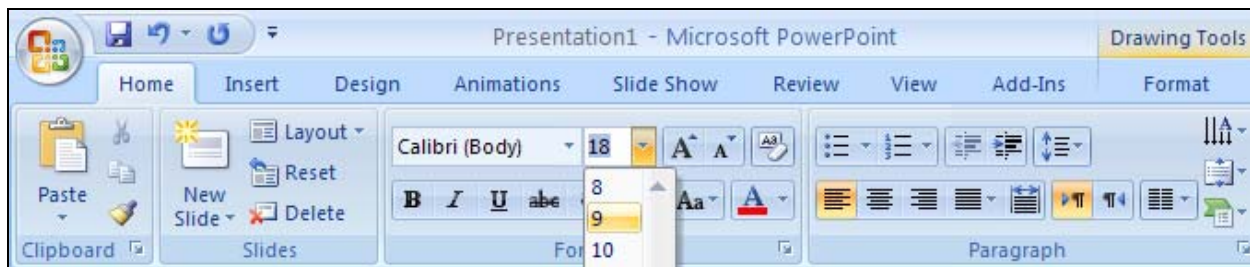 Presentation1 - Microsoft PowerPoint
Drawing Tools
Home Insert Design Animations Slide Show Review View Add-Ins Format
Paste
New Slide
Layout
Reset
Delete
Calibri (Body) 18
B I U abe Aa A
8
9
10
Clipboard Slides Paragraph